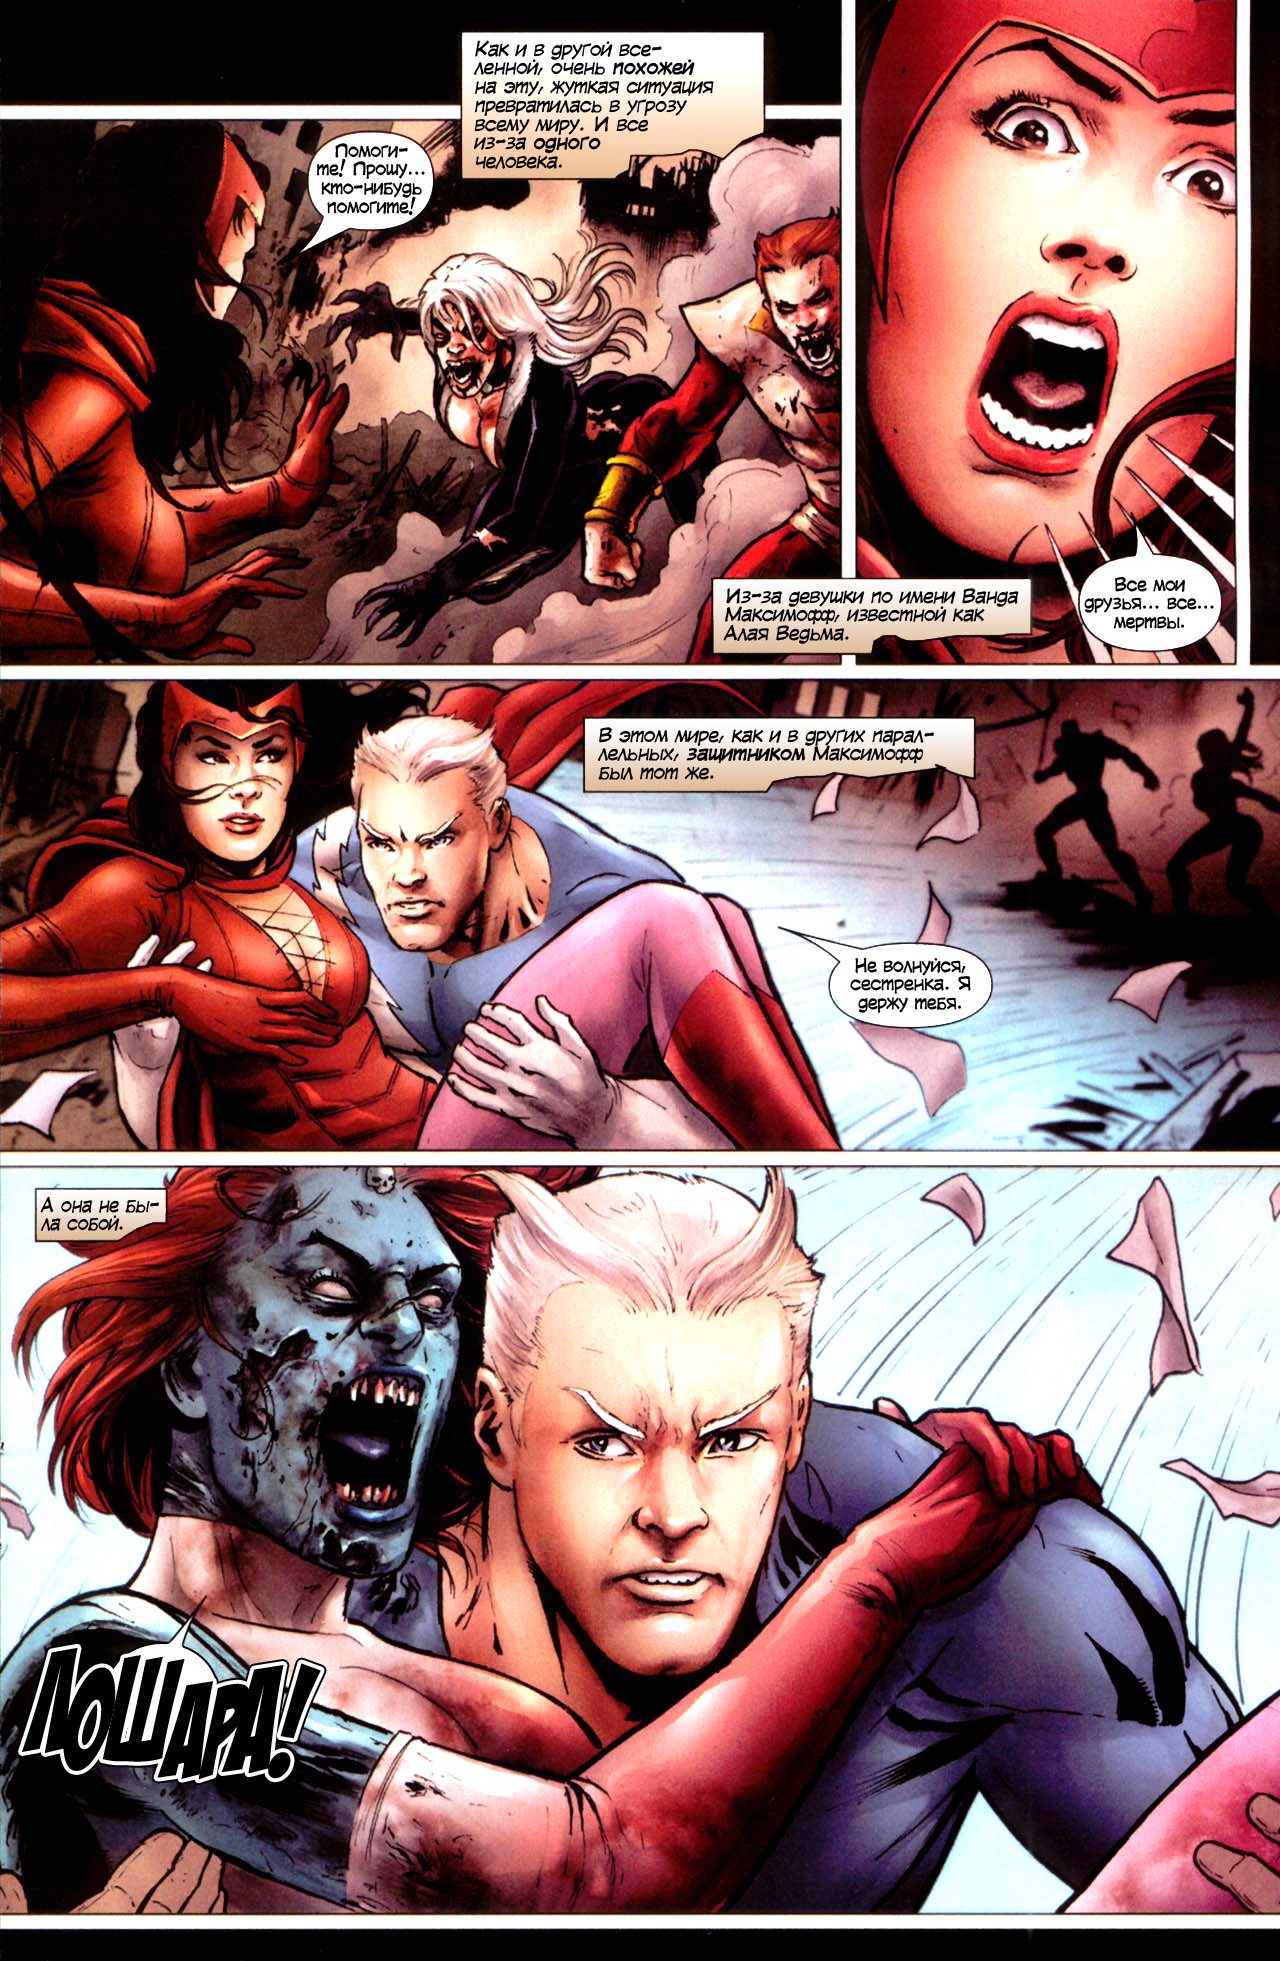 Как и в другой все-
ленной, очень похожей
на эту, жуткая ситуация
превратилась в угрозу
всему миру. И все
из-за одного
человека.
Помоги-
те! Прошу...
кто-нибудь
помогите!
Из-за девушки по имени Ванда
Максимофф, известной как
Алая Ведьма.
Все мои
друзья... все...
мертвы.
В этом мире, как и в других парал-
лельных, защитником Максимофф
был тот же.
Не волнуйся,
сестренка. Я
держу тебя.
А она не бы-
ла собой.
ЛОШАРА!